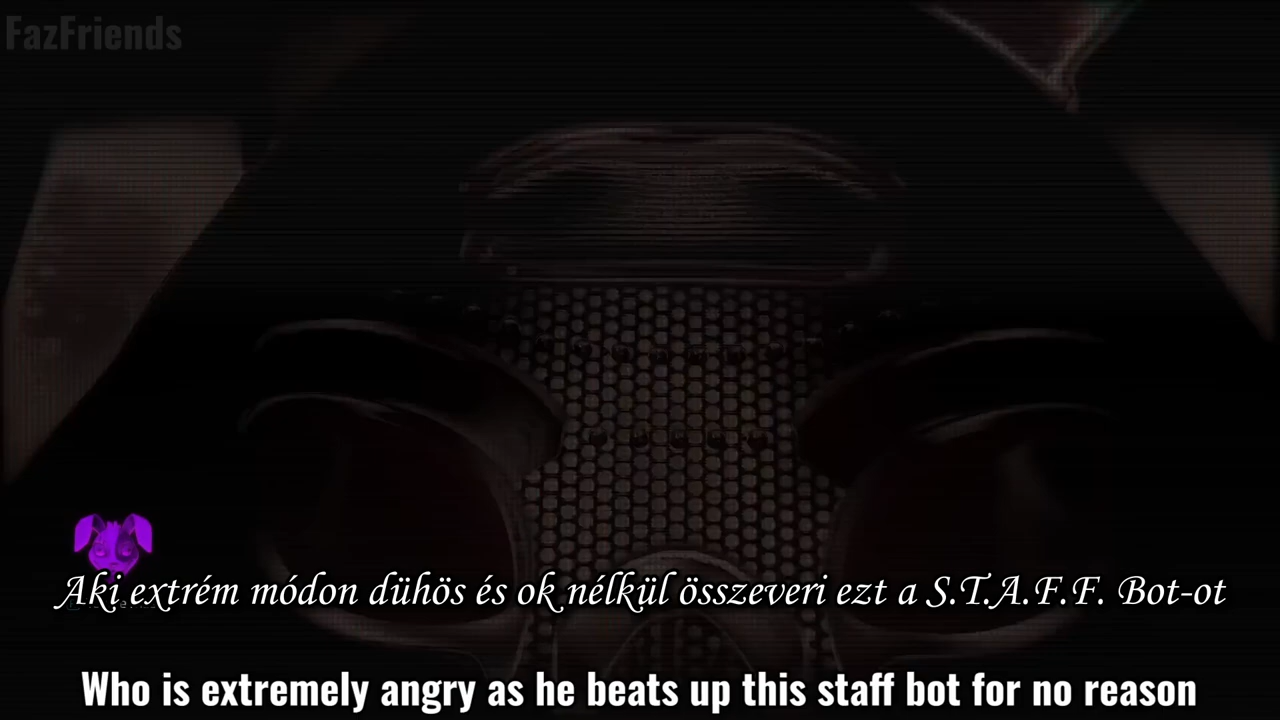 FazFriends
Aki extrém módon dühös és ok nélkül összeveri ezt a S.T.A.F.F. Bot-ot
Who is extremely angry as he beats up this staff bot for no reason